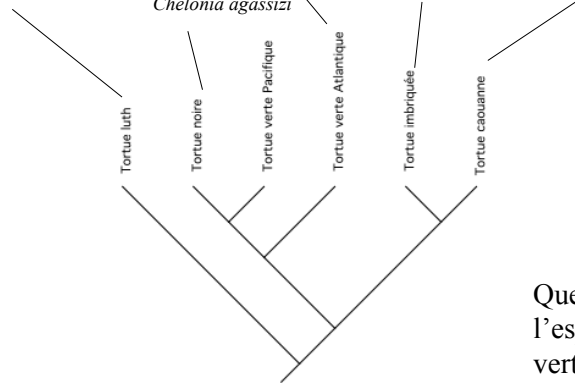 Chelonia agassizi
Tortue luth
Tortue noire
Tortue verte Pacifique
Tortue verte Atlantique
Tortue imbriquée
Tortue caouanne
Que
l’es
vert